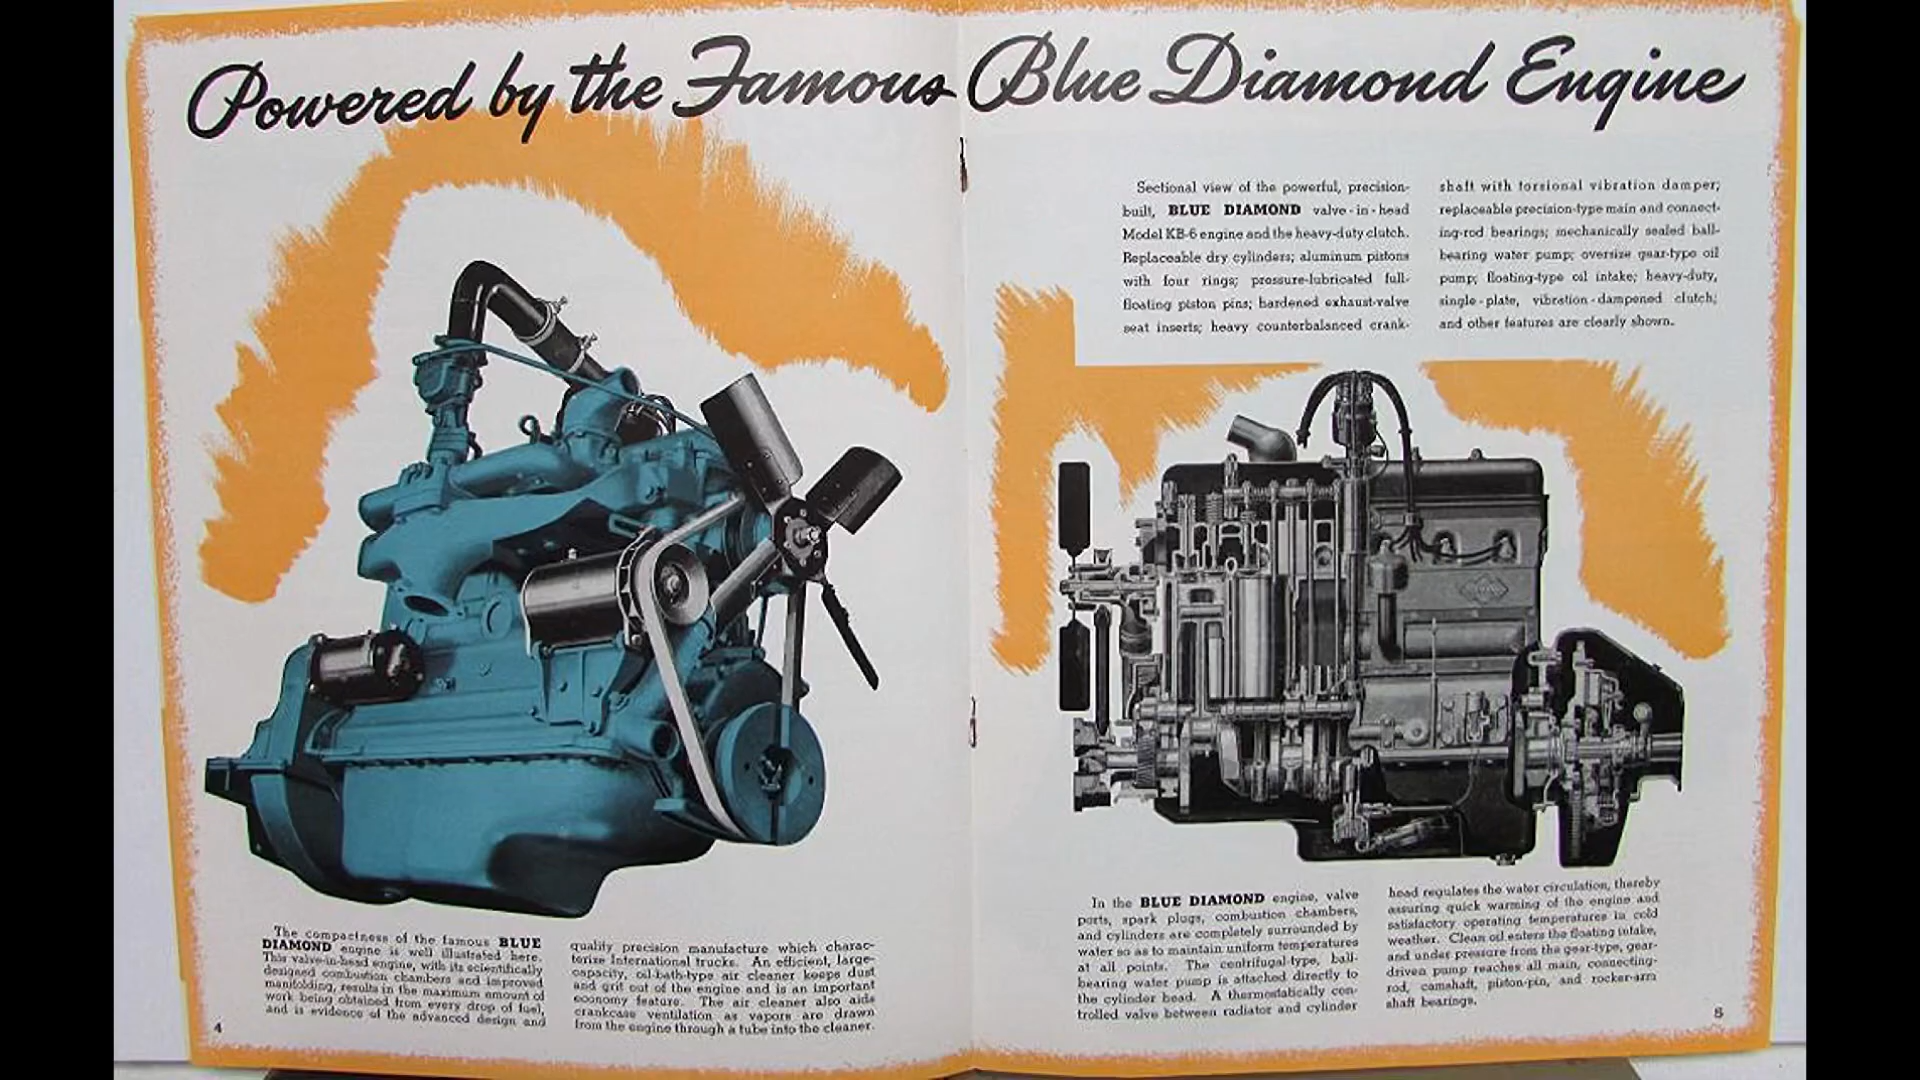 Powered by the Famous Blue Diamond Engine
The compactness of the famous BLUE
DIAMOND engine is well illustrated here.
This valve-in-head engine, with its scientifically
designed combustion chambers and improved
manifolding, results in the maximum amount of
work being obtained from every drop of fuel,
and is evidence of the advanced design and
quality precision manufacture which charac-
terize International trucks. An efficient, large-
capacity, oil-bath-type air cleaner keeps dust
and grit out of the engine and is an important
economy feature. The air cleaner also aids
crankcase ventilation as vapors are drawn
from the engine through a tube into the cleaner.
4
Sectional view of the powerful, precision-
built, BLUE DIAMOND valve-in-head
Model KB-6 engine and the heavy-duty clutch.
Replaceable dry cylinders; aluminum pistons
with four rings; pressure-lubricated full-
floating piston pins; hardened exhaust-valve
seat inserts; heavy counterbalanced crank-
shaft with torsional vibration damper;
replaceable precision-type main and connect-
ing-rod bearings; mechanically sealed ball-
bearing water pump; oversize gear-type oil
pump; floating-type oil intake; heavy-duty,
single-plate, vibration-dampened clutch;
and other features are clearly shown.
In the BLUE DIAMOND engine, valve
ports, spark plugs, combustion chambers,
and cylinders are completely surrounded by
water so as to maintain uniform temperatures
at all points. The centrifugal-type, ball-
bearing water pump is attached directly to
the cylinder head. A thermostatically con-
trolled valve between radiator and cylinder
head regulates the water circulation, thereby
assuring quick warming of the engine and
satisfactory operating temperatures in cold
weather. Clean oil enters the floating intake,
and under pressure from the gear-type, gear-
driven pump reaches all main, connecting-
rod, camshaft, piston-pin, and rocker-arm
shaft bearings.
5